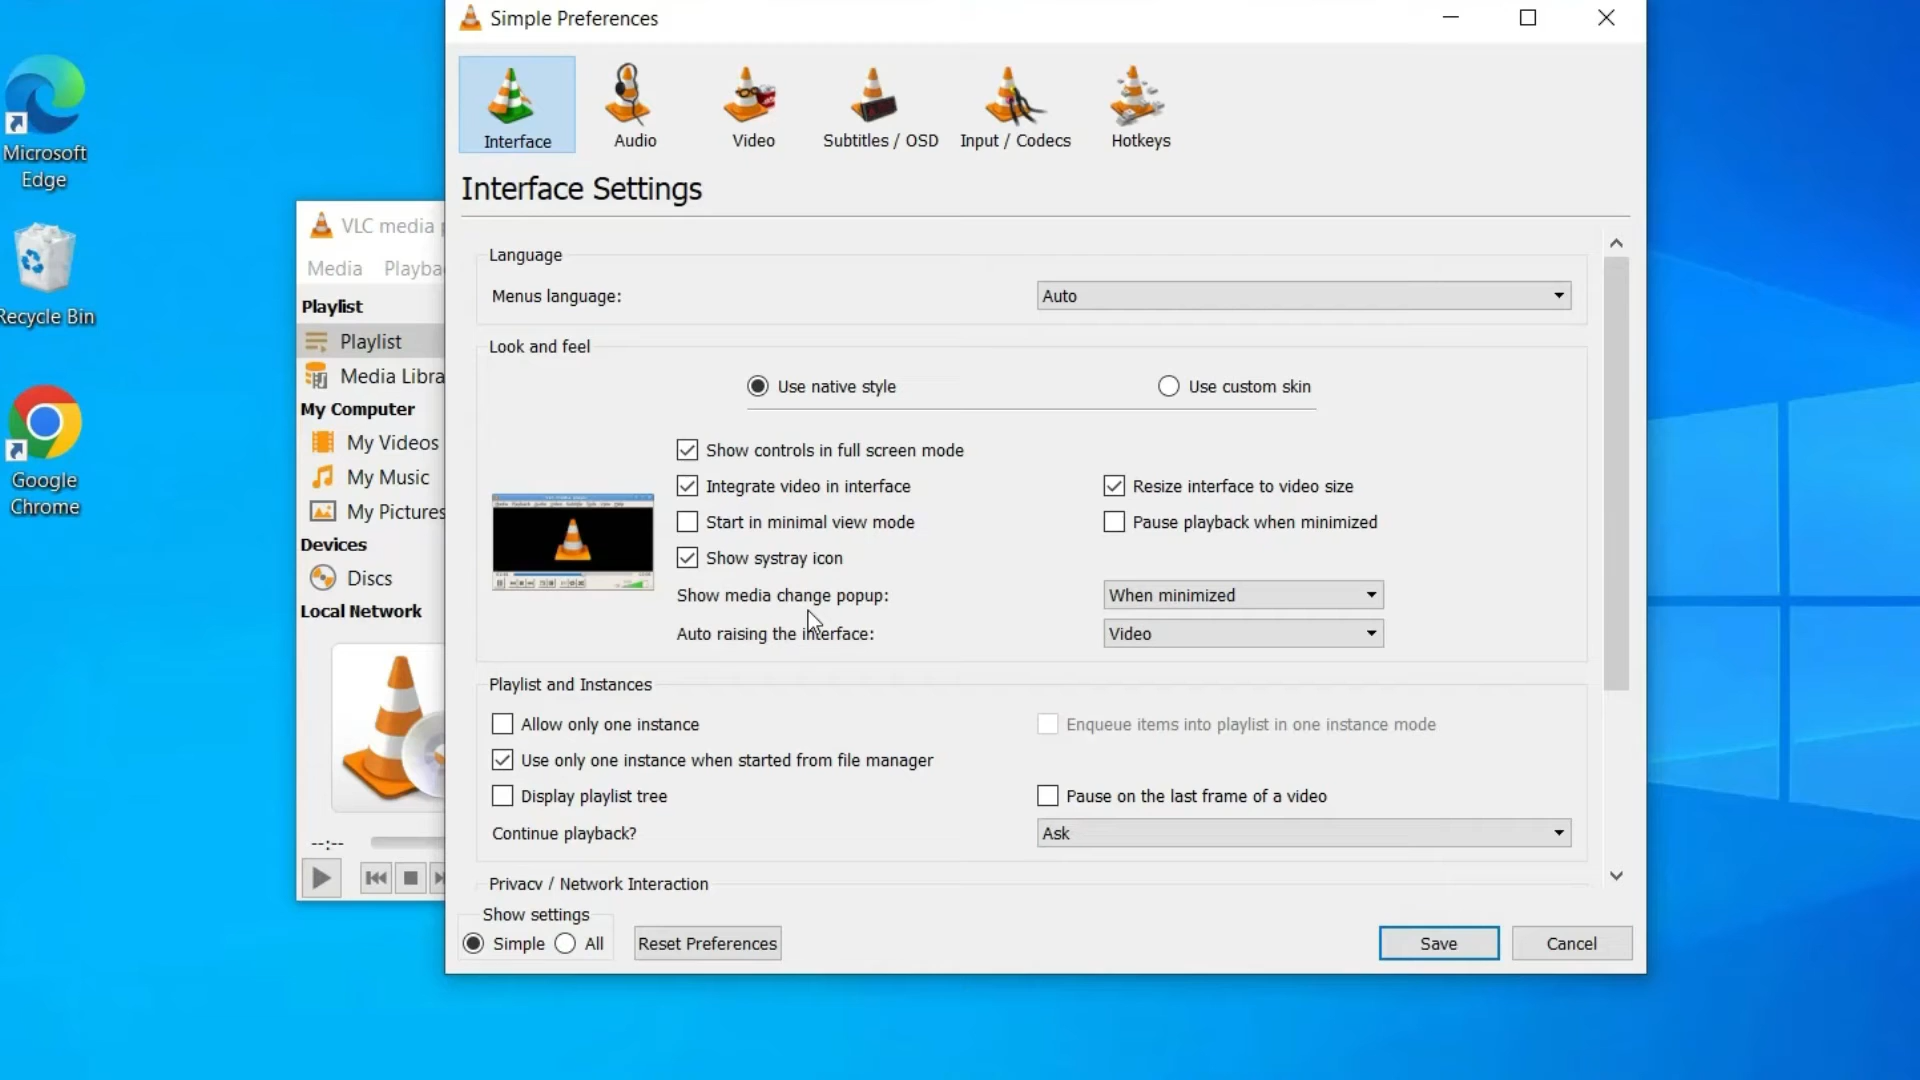 Simple Preferences
Microsoft
Edge
Recycle Bin
Google
Chrome
VLC media
Media Playba
Playlist
Playlist
Media Libra
My Computer
My Videos
My Music
My Pictures
Devices
Discs
Local Network
--:--
Interface Audio Video Subtitles / OSD Input / Codecs Hotkeys
Interface Settings
Language
Menus language: Auto
Look and feel
Use native style Use custom skin
Show controls in full screen mode
Integrate video in interface Resize interface to video size
Start in minimal view mode Pause playback when minimized
Show systray icon
Show media change popup: When minimized
Auto raising the interface: Video
Playlist and Instances
Allow only one instance Enqueue items into playlist in one instance mode
Use only one instance when started from file manager
Display playlist tree Pause on the last frame of a video
Continue playback? Ask
Privacy / Network Interaction
Show settings
Simple All Reset Preferences Save Cancel